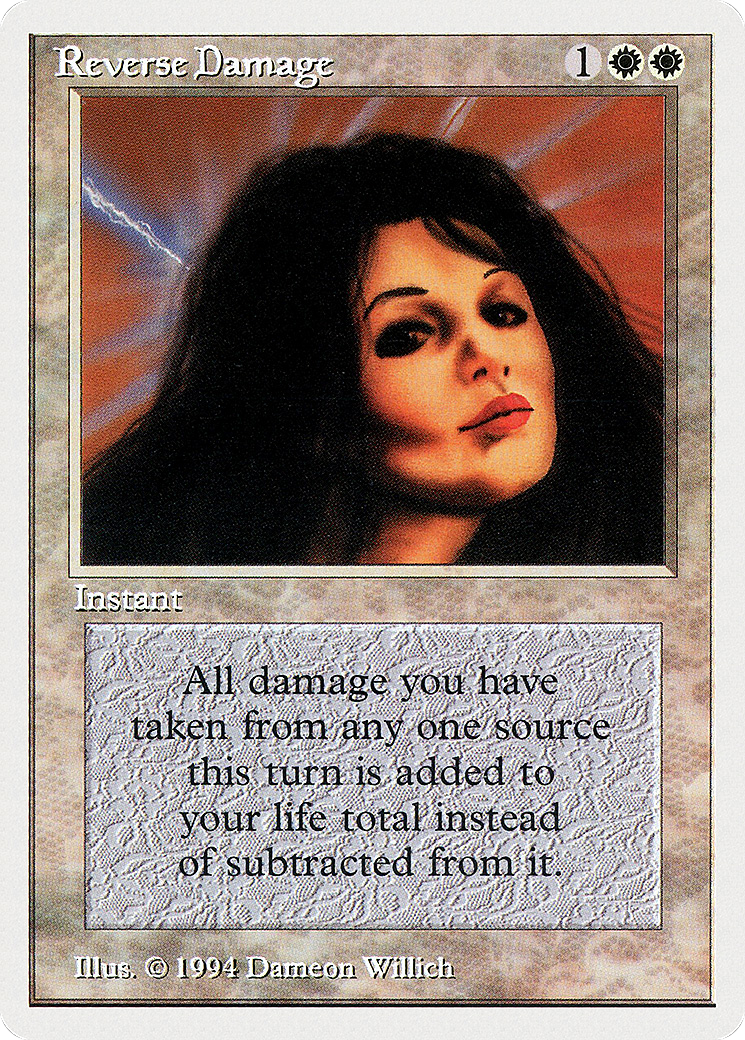 Reverse Damage 1
Instant
All damage you have
taken from any one source
this turn is added to
your life total instead
of subtracted from it.
Illus. © 1994 Dameon Willich